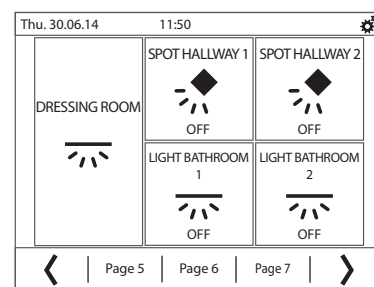 Thu. 30.06.14 11:50
DRESSING ROOM
SPOT HALLWAY 1
OFF
SPOT HALLWAY 2
OFF
LIGHT BATHROOM
1
OFF
LIGHT BATHROOM
2
OFF
Page 5 Page 6 Page 7